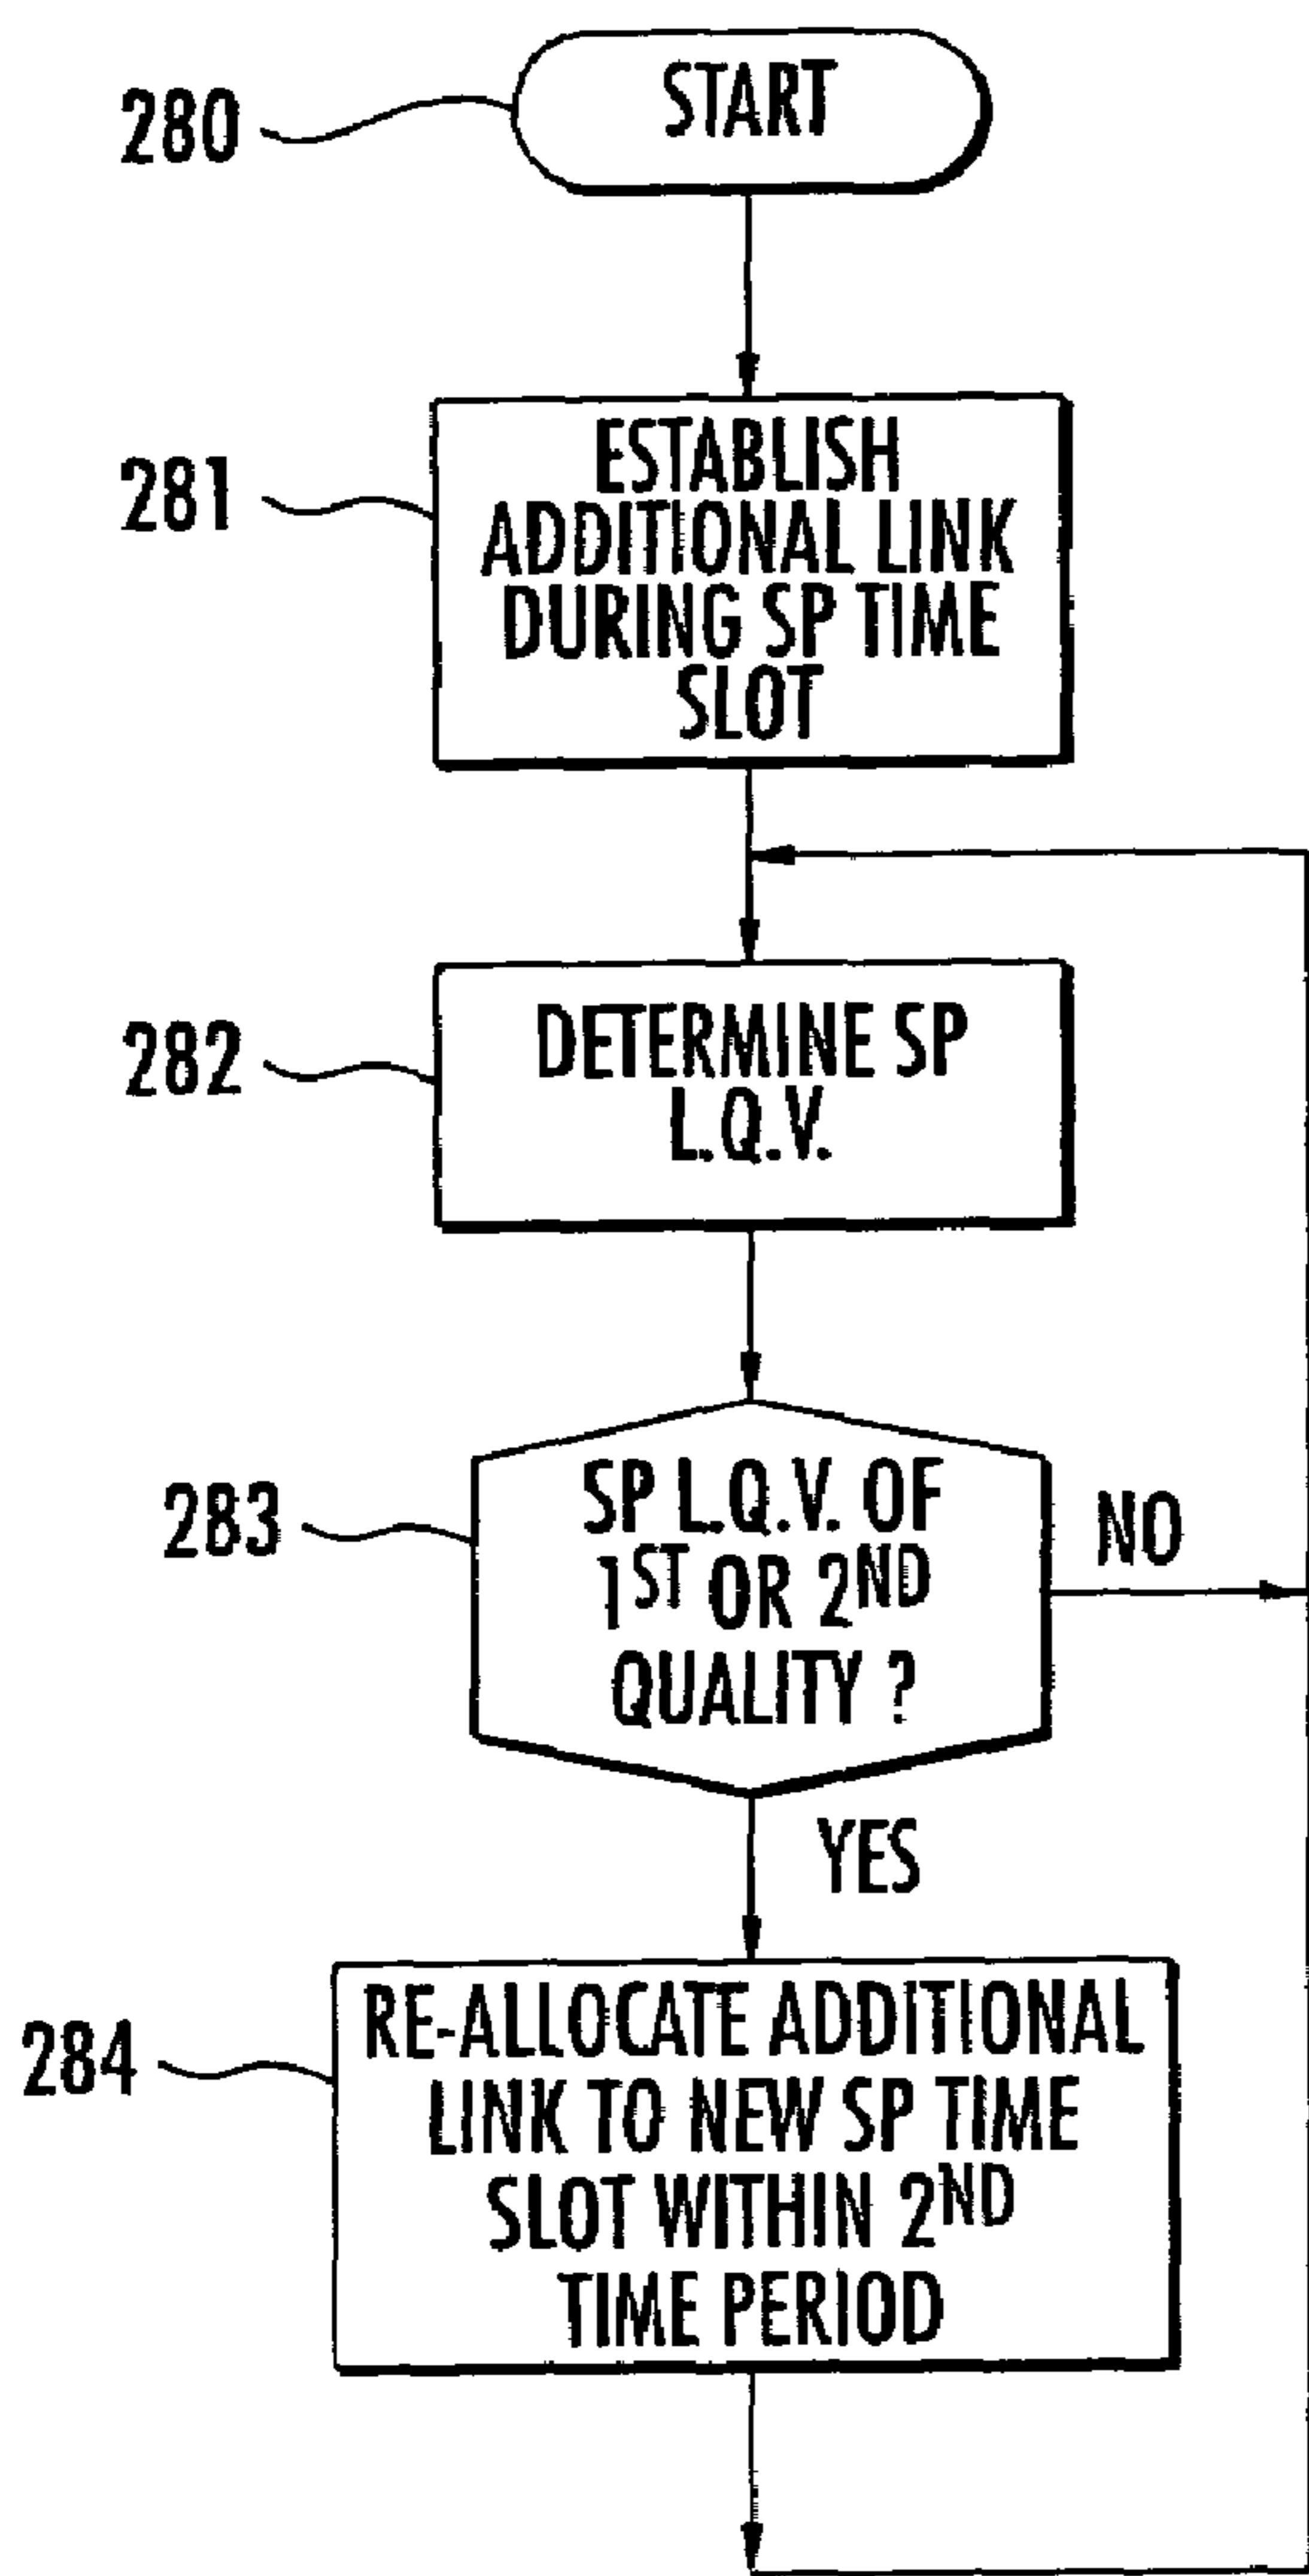 280
START
281
ESTABLISH
ADDITIONAL LINK
DURING SP TIME
SLOT
282
DETERMINE SP
L.Q.V.
283
SP L.Q.V. OF
1ST OR 2ND
QUALITY ?
NO
YES
284
RE-ALLOCATE ADDITIONAL
LINK TO NEW SP TIME
SLOT WITHIN 2ND
TIME PERIOD